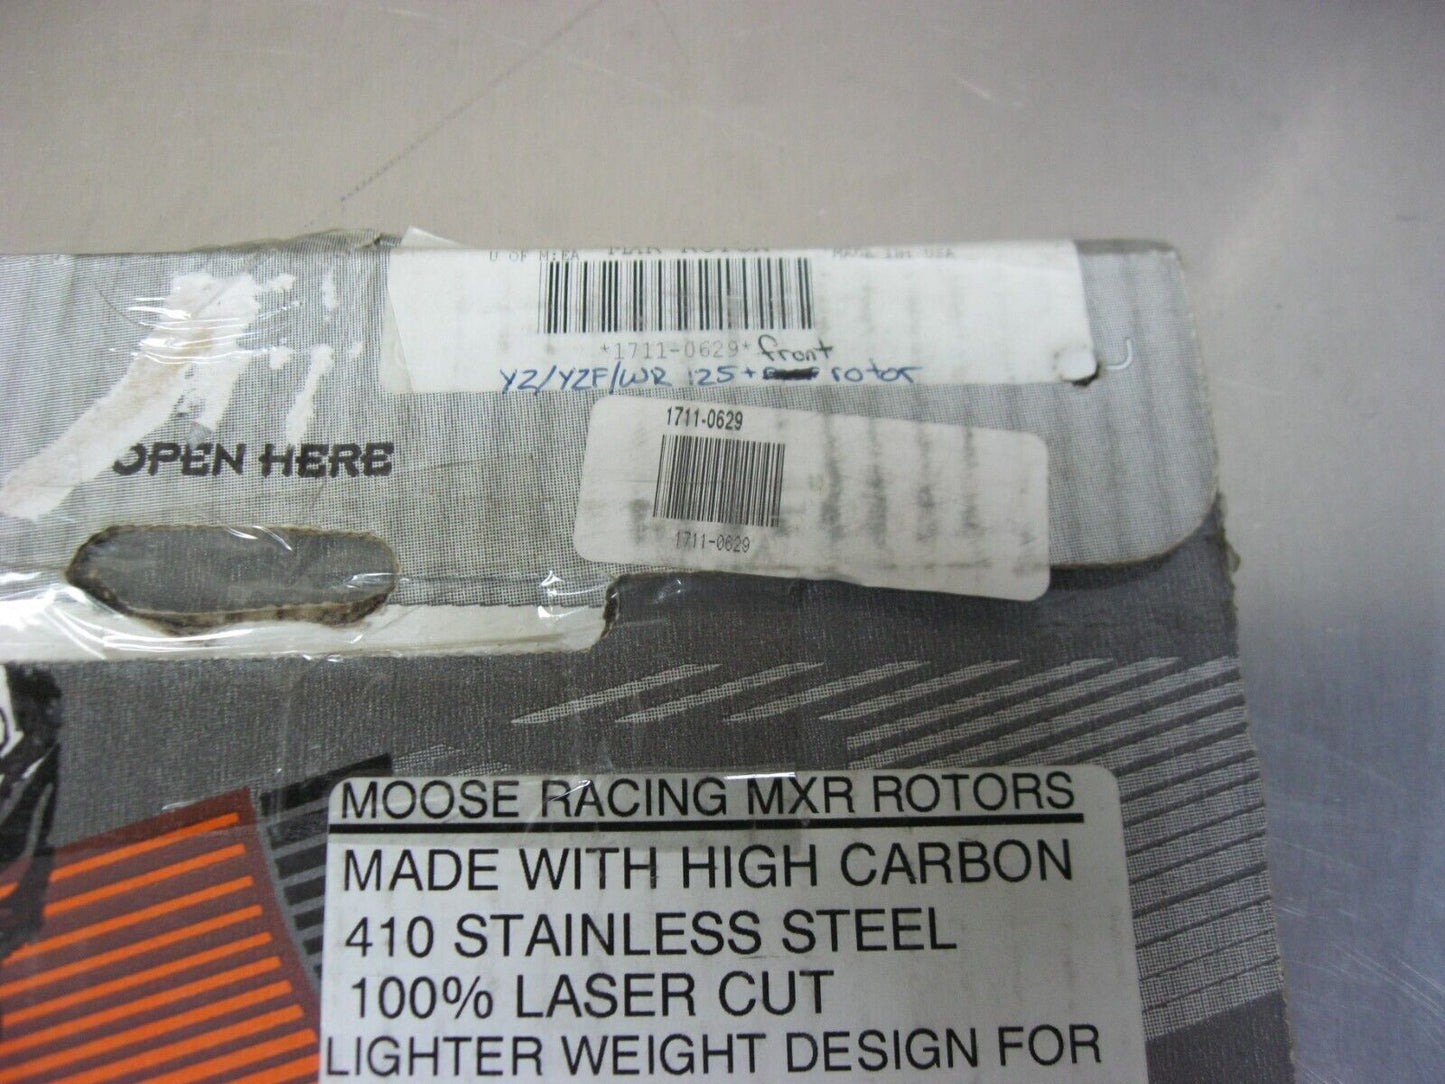 U OF M:EA ROTOR MADE IN: USA
*1711-0629* front
YZ/YZF/WR 125+ rotor
1711-0629
1711-0629
OPEN HERE
MOOSE RACING MXR ROTORS
MADE WITH HIGH CARBON
410 STAINLESS STEEL
100% LASER CUT
LIGHTER WEIGHT DESIGN FOR